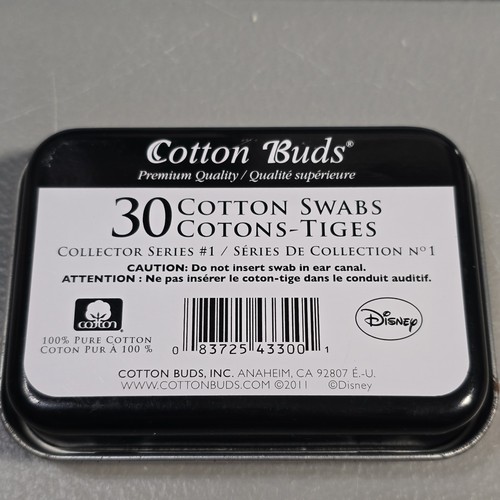 Cotton Buds®
Premium Quality / Qualité supérieure
30 COTTON SWABS
COTONS-TIGES
COLLECTOR SERIES #1 / SÉRIES DE COLLECTION Nº 1
CAUTION: Do not insert swab in ear canal.
ATTENTION : Ne pas insérer le coton-tige dans le conduit auditif.
cotton
100% PURE COTTON
COTON PUR À 100 %
0 83725 43300 1
Disney
COTTON BUDS, INC. ANAHEIM, CA 92807 É.-U.
WWW.COTTONBUDS.COM ©2011 ©Disney